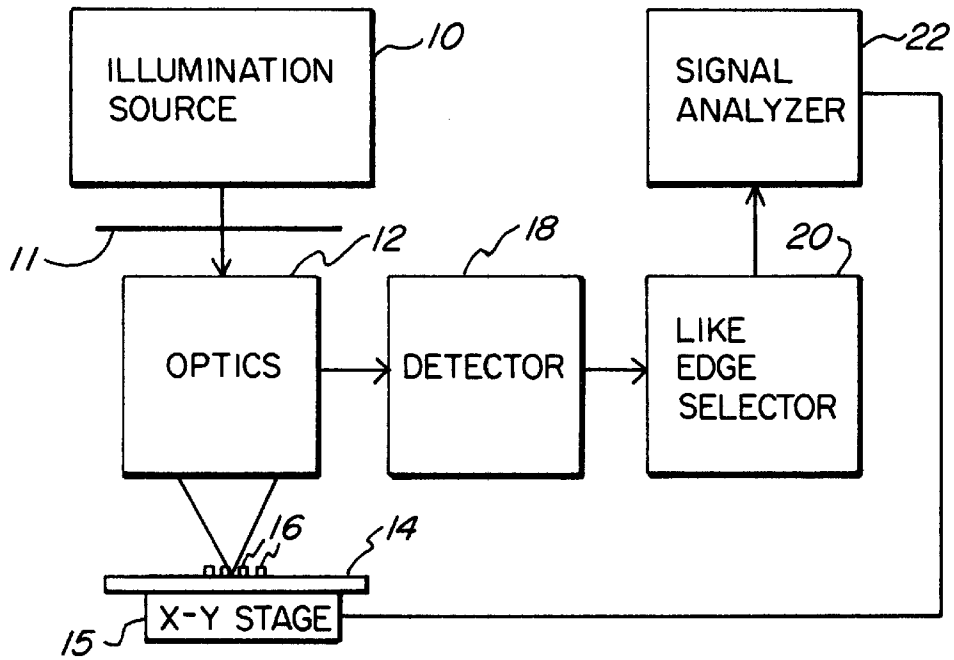 ILLUMINATION
SOURCE
10
SIGNAL
ANALYZER
22
11
12
18
20
OPTICS
DETECTOR
LIKE
EDGE
SELECTOR
16
14
X-Y STAGE
15